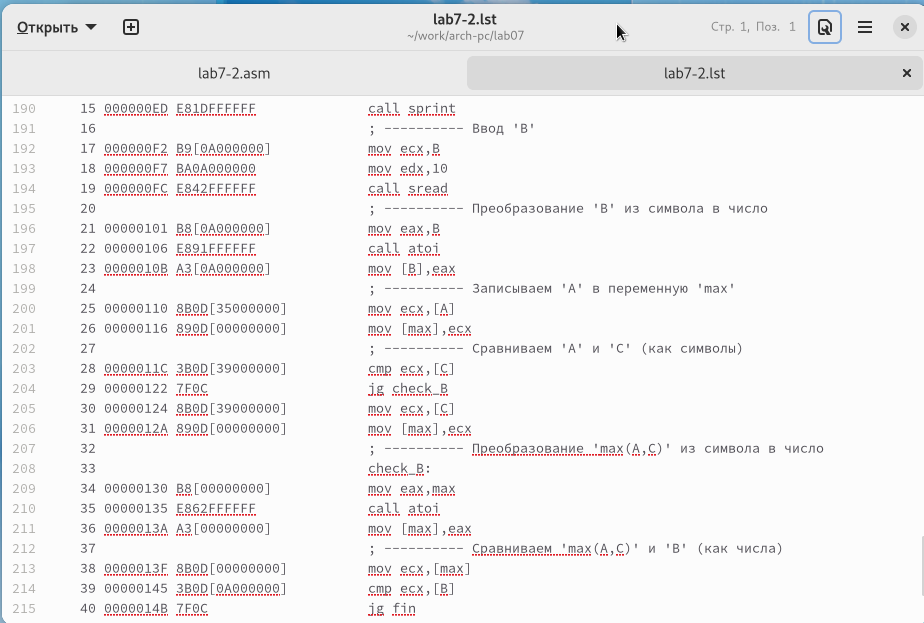 Открыть
lab7-2.lst
~/work/arch-pc/lab07
Стр. 1, Поз. 1
lab7-2.asm
lab7-2.lst
190 15 000000ED E81DFFFFFF call sprint
191 16 ; ---------- Ввод 'B'
192 17 000000F2 B9[0A000000] mov ecx,B
193 18 000000F7 BA0A000000 mov edx,10
194 19 000000FC E842FFFFFF call sread
195 20 ; ---------- Преобразование 'B' из символа в число
196 21 00000101 B8[0A000000] mov eax,B
197 22 00000106 E891FFFFFF call atoi
198 23 0000010B A3[0A000000] mov [B],eax
199 24 ; ---------- Записываем 'A' в переменную 'max'
200 25 00000110 8B0D[35000000] mov ecx,[A]
201 26 00000116 890D[00000000] mov [max],ecx
202 27 ; ---------- Сравниваем 'A' и 'C' (как символы)
203 28 0000011C 3B0D[39000000] cmp ecx,[C]
204 29 00000122 7F0C jg check_B
205 30 00000124 8B0D[39000000] mov ecx,[C]
206 31 0000012A 890D[00000000] mov [max],ecx
207 32 ; ---------- Преобразование 'max(A,C)' из символа в число
208 33 check_B:
209 34 00000130 B8[00000000] mov eax,max
210 35 00000135 E862FFFFFF call atoi
211 36 0000013A A3[00000000] mov [max],eax
212 37 ; ---------- Сравниваем 'max(A,C)' и 'B' (как числа)
213 38 0000013F 8B0D[00000000] mov ecx,[max]
214 39 00000145 3B0D[0A000000] cmp ecx,[B]
215 40 0000014B 7F0C jg fin